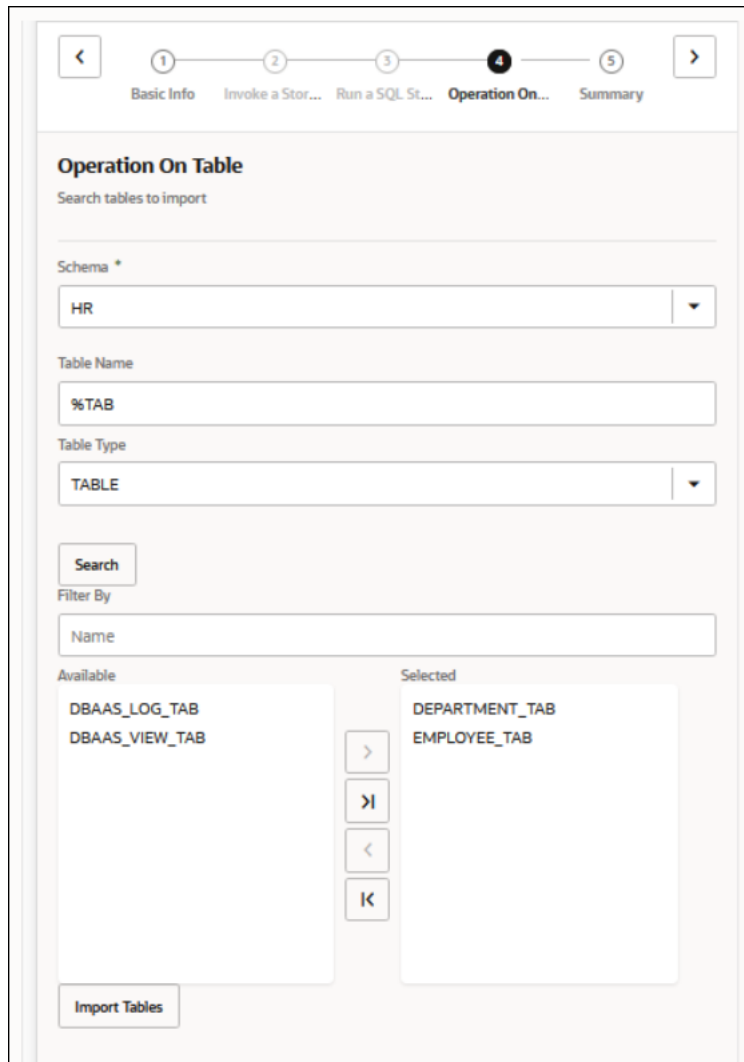 1 2 3 4 5
Basic Info Invoke a Stor... Run a SQL St... Operation On... Summary
Operation On Table
Search tables to import
Schema *
HR
Table Name
%TAB
Table Type
TABLE
Search
Filter By
Name
Available Selected
DBAAS_LOG_TAB DEPARTMENT_TAB
DBAAS_VIEW_TAB EMPLOYEE_TAB
Import Tables